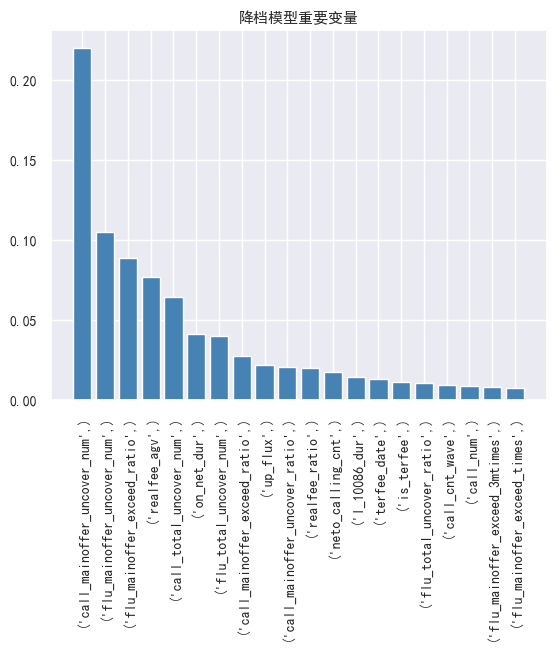 降档模型重要变量
0.20
0.15
0.10
0.05
0.00
('call_mainoffer_uncover_num',)
('flu_mainoffer_uncover_num',)
('flu_mainoffer_exceed_ratio',)
('realfee_agv',)
('call_total_uncover_num',)
('on_net_dur',)
('flu_total_uncover_num',)
('call_mainoffer_exceed_ratio',)
('up_flux',)
('call_mainoffer_uncover_ratio',)
('realfee_ratio',)
('neto_calling_cnt',)
('l_10086_dur',)
('terfee_date',)
('is_terfee',)
('flu_total_uncover_ratio',)
('call_cnt_wave',)
('call_num',)
('flu_mainoffer_exceed_3mtimes',)
('flu_mainoffer_exceed_times',)